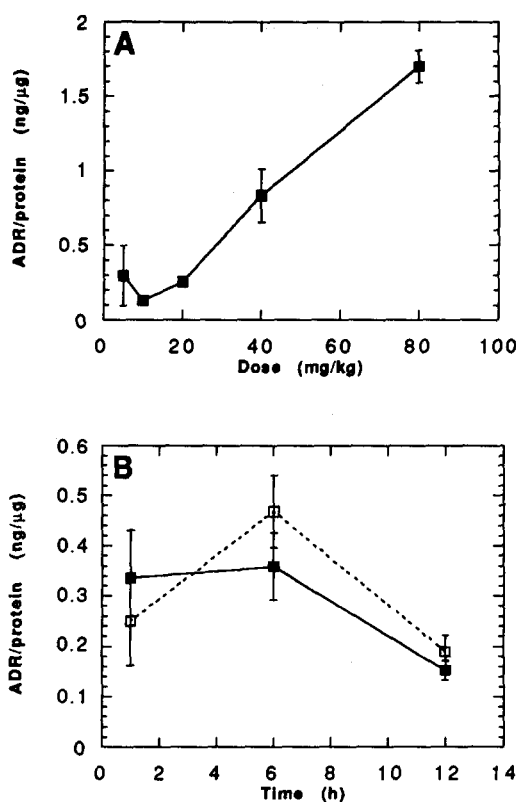 A
ADR/protein (ng/µg)
2
1.5
1
0.5
0
0 20 40 60 80 100
Dose (mg/kg)
B
ADR/protein (ng/µg)
0.6
0.5
0.4
0.3
0.2
0.1
0
0 2 4 6 8 10 12 14
Time (h)